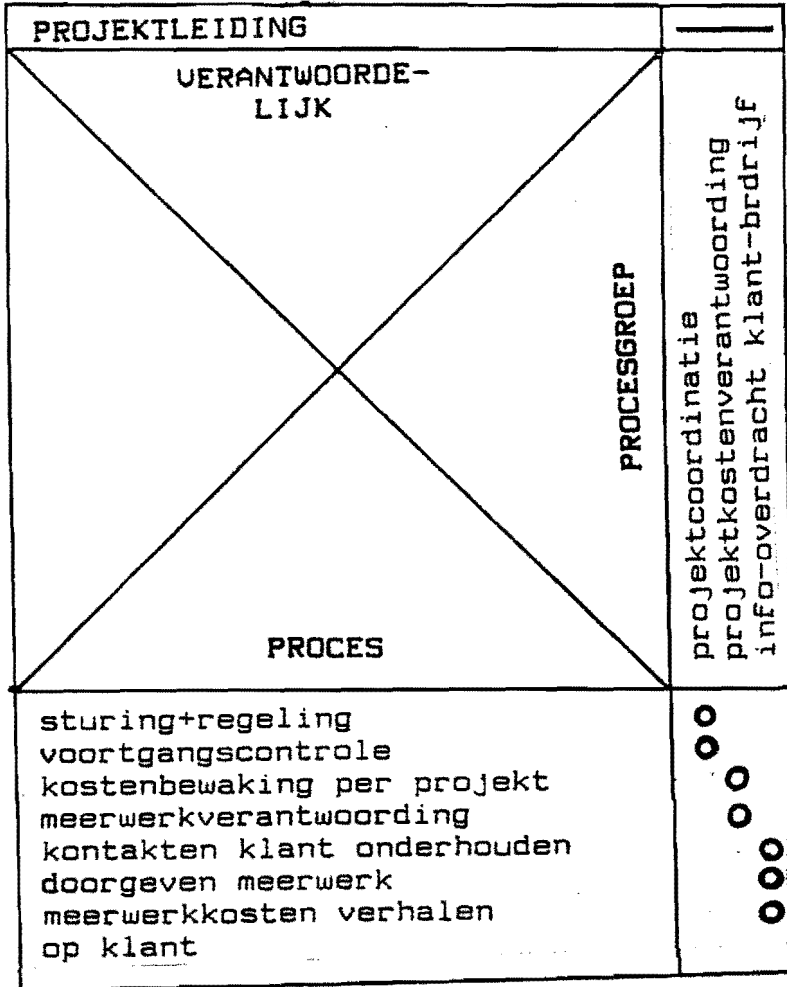 PROJEKTLEIDING
VERANTWOORDE-
LIJK
PROCESGROEP
PROCES
projektcoordinatie
projektkostenverantwoording
info-overdracht klant-brdrijf
sturing+regeling
voortgangscontrole
kostenbewaking per projekt
meerwerkverantwoording
kontakten klant onderhouden
doorgeven meerwerk
meerwerkkosten verhalen
op klant